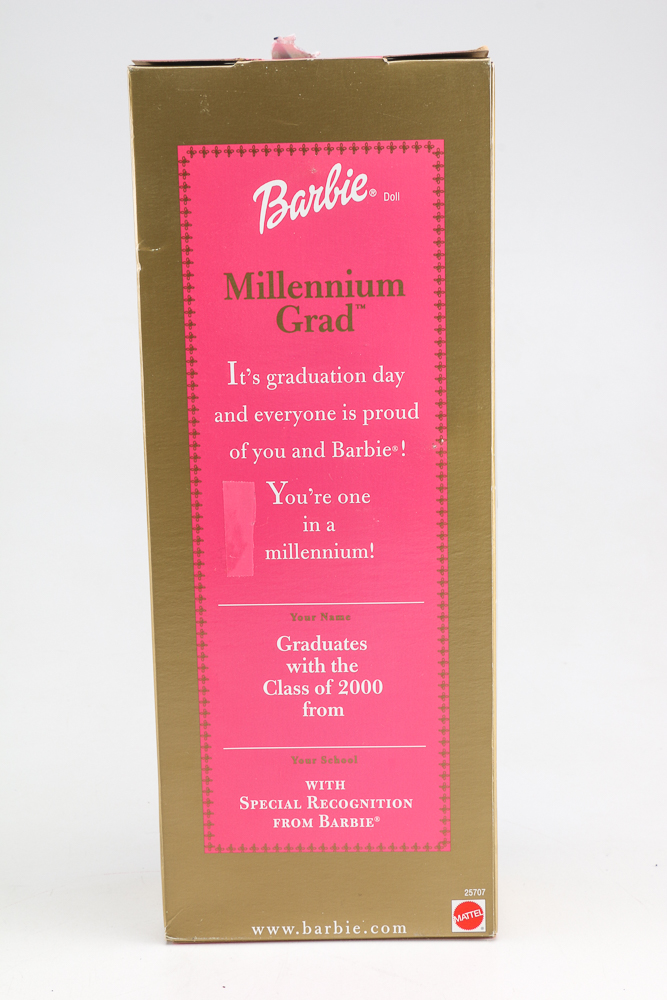 Barbie® Doll
Millennium
Grad™
It's graduation day
and everyone is proud
of you and Barbie®!
You're one
in a
millennium!
Your Name
Graduates
with the
Class of 2000
from
Your School
WITH
SPECIAL RECOGNITION
FROM BARBIE®
25707
MATTEL®
www.barbie.com